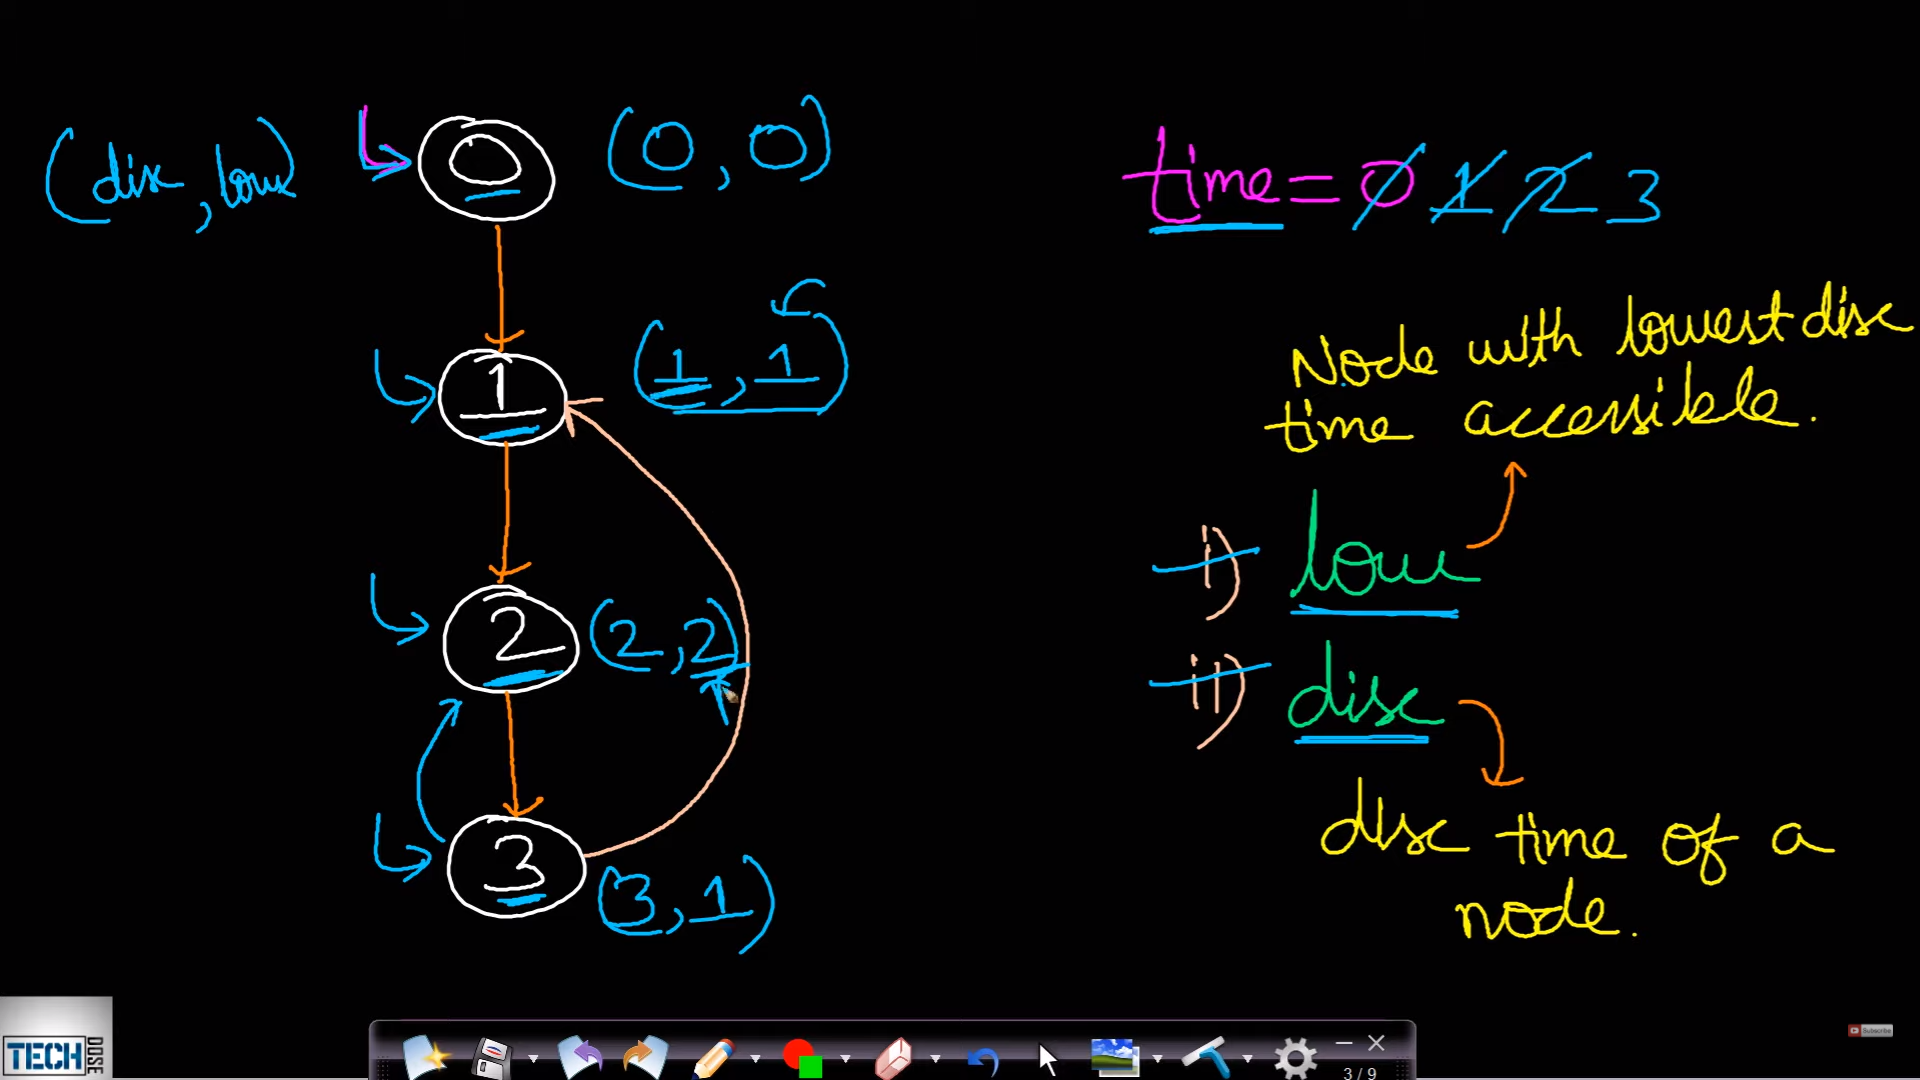 (disc, low)
0
(0, 0)
time = 0 1 2 3
1
(1, 1)
Node with lowest disc
time accessible.
i) low
2
(2, 2)
ii) disc
3
(3, 1)
disc time of a
node.
TECH
DOSE
Subscribe
3 / 9